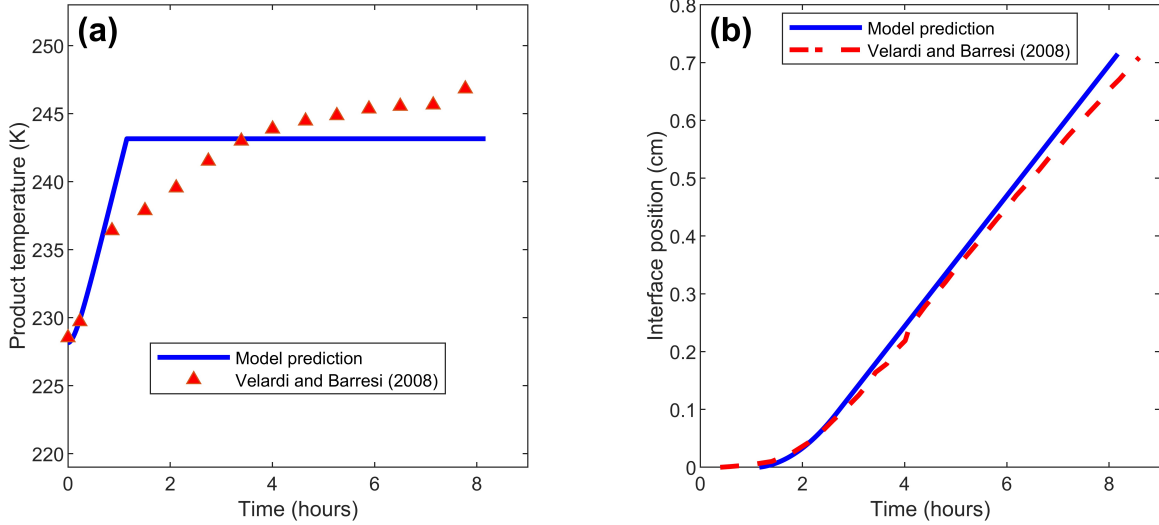 (a)
250
245
240
235
230
225
220
Product temperature (K)
Model prediction
Velardi and Barresi (2008)
0 2 4 6 8
Time (hours)
(b)
Model prediction
Velardi and Barresi (2008)
0.7
0.6
0.5
0.4
0.3
0.2
0.1
0
Interface position (cm)
0 2 4 6 8
Time (hours)